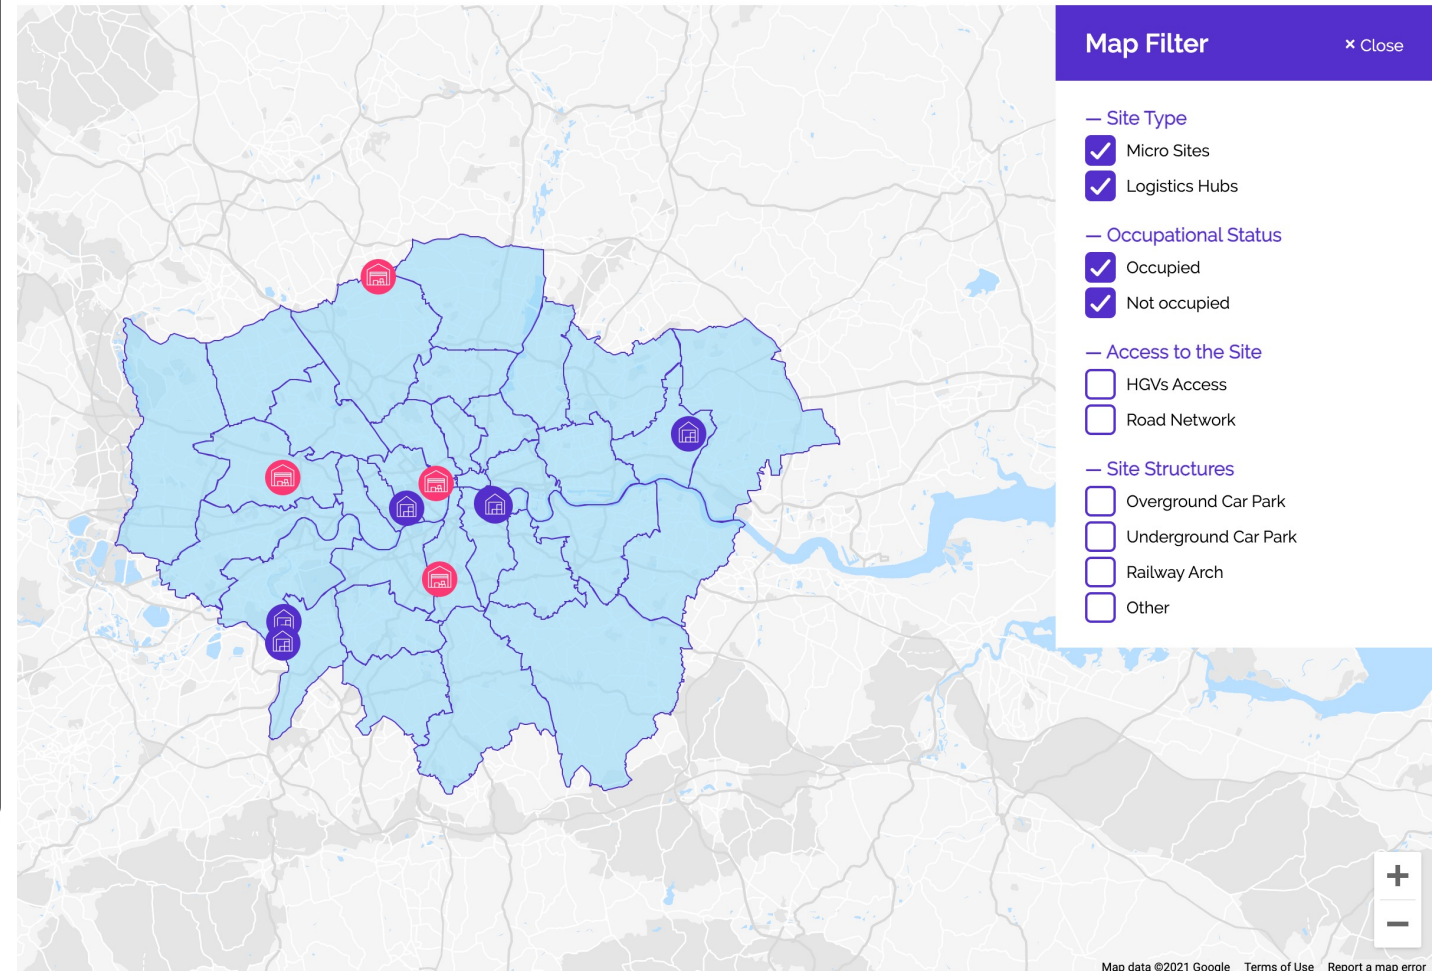 Map Filter
× Close
— Site Type
Micro Sites
Logistics Hubs
— Occupational Status
Occupied
Not occupied
— Access to the Site
HGVs Access
Road Network
— Site Structures
Overground Car Park
Underground Car Park
Railway Arch
Other
Map data ©2021 Google Terms of Use Report a map error